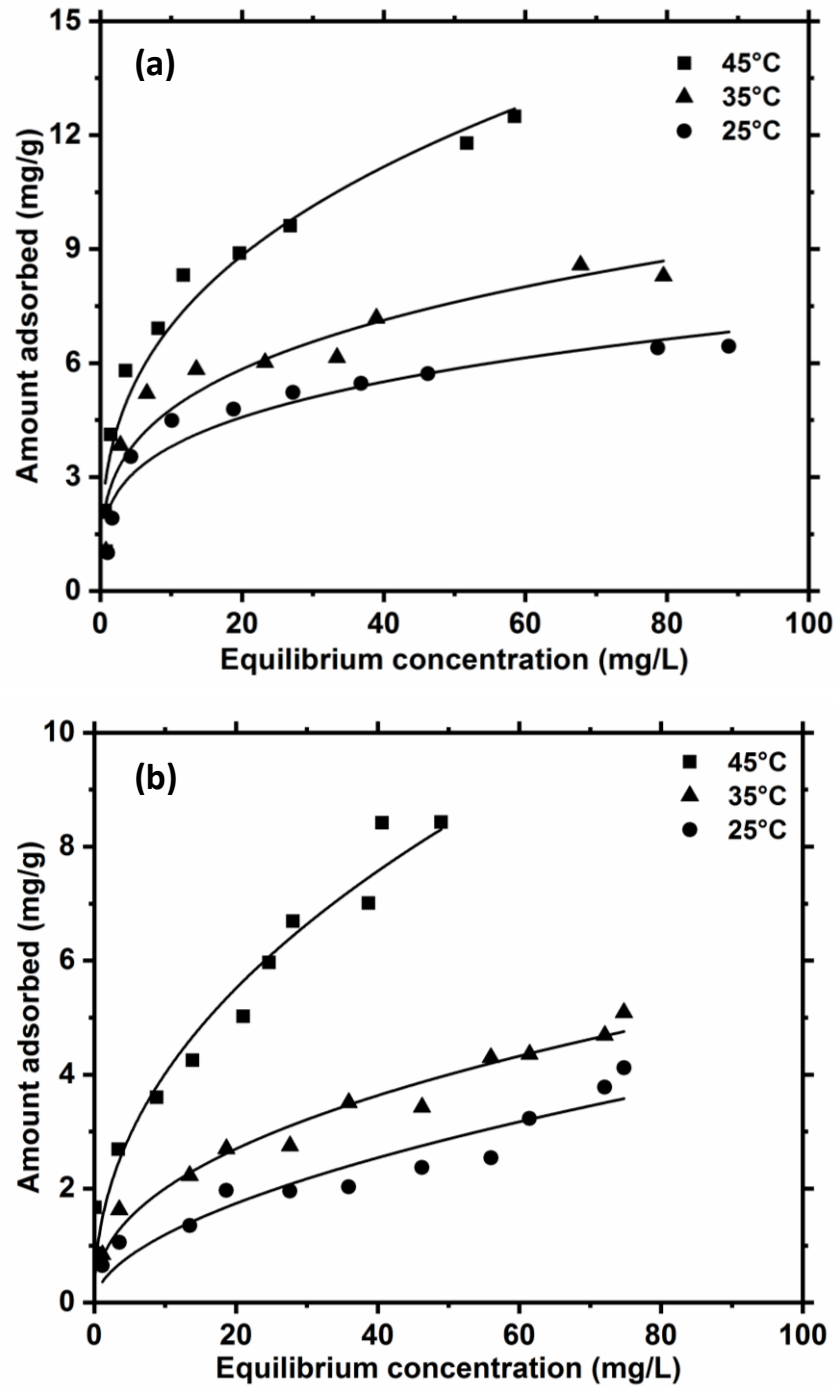 (a)
45°C
35°C
25°C
15
12
9
6
3
0
Amount adsorbed (mg/g)
0 20 40 60 80 100
Equilibrium concentration (mg/L)
(b)
45°C
35°C
25°C
10
8
6
4
2
0
Amount adsorbed (mg/g)
0 20 40 60 80 100
Equilibrium concentration (mg/L)